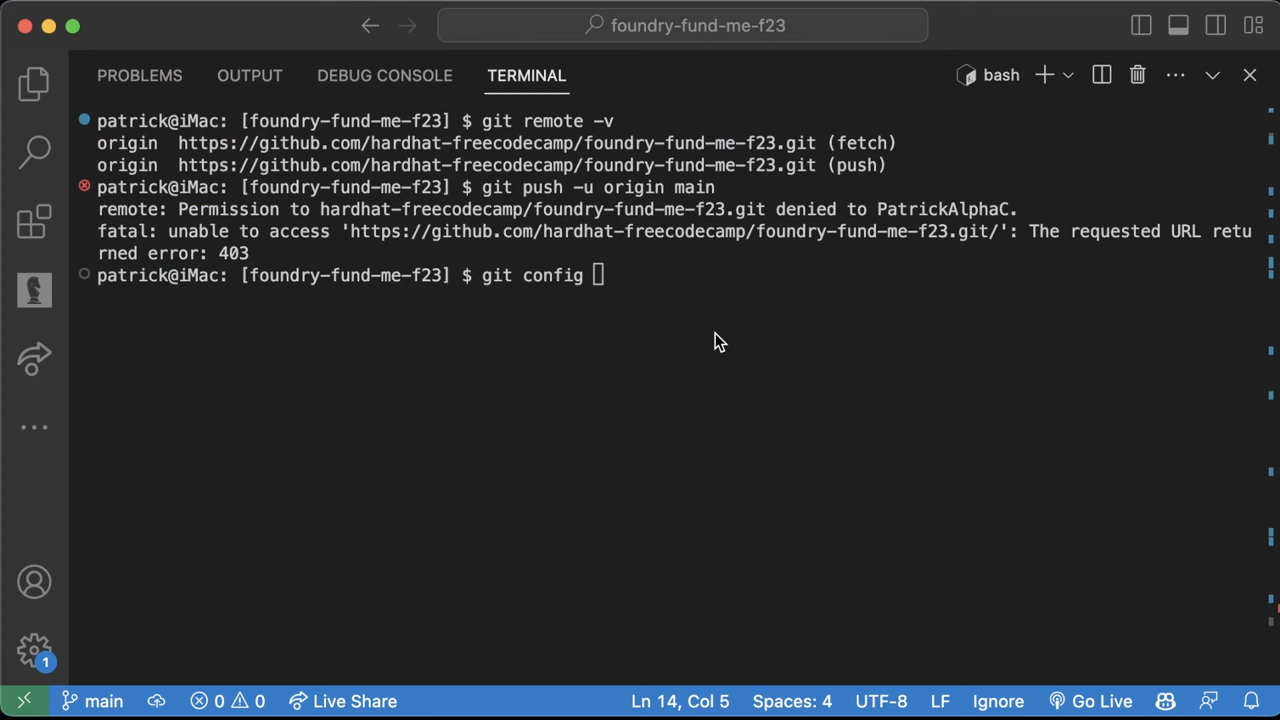 foundry-fund-me-f23
PROBLEMS OUTPUT DEBUG CONSOLE TERMINAL bash
patrick@iMac: [foundry-fund-me-f23] $ git remote -v
origin https://github.com/hardhat-freecodecamp/foundry-fund-me-f23.git (fetch)
origin https://github.com/hardhat-freecodecamp/foundry-fund-me-f23.git (push)
patrick@iMac: [foundry-fund-me-f23] $ git push -u origin main
remote: Permission to hardhat-freecodecamp/foundry-fund-me-f23.git denied to PatrickAlphaC.
fatal: unable to access 'https://github.com/hardhat-freecodecamp/foundry-fund-me-f23.git/': The requested URL retu
rned error: 403
patrick@iMac: [foundry-fund-me-f23] $ git config
1
main 0 0 Live Share Ln 14, Col 5 Spaces: 4 UTF-8 LF Ignore Go Live